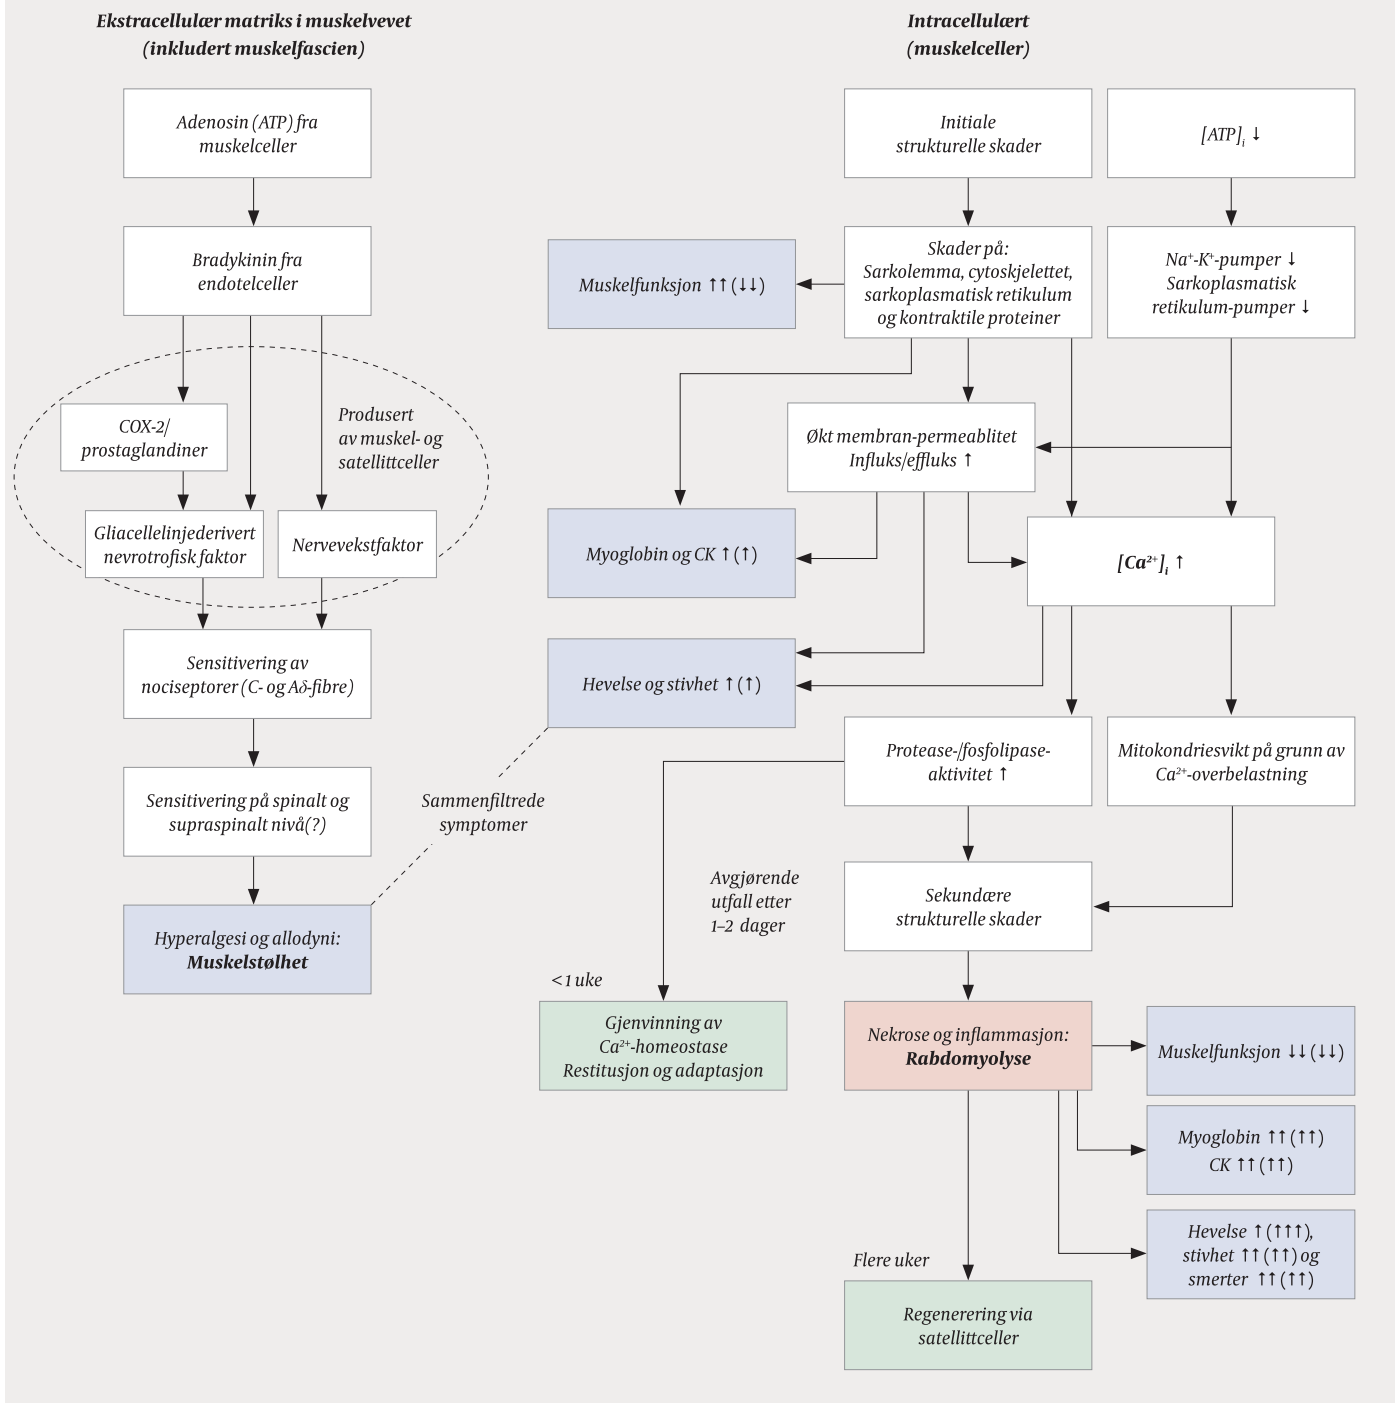 Ekstracellulær matriks i muskelvevet
(inkludert muskelfascien)
Adenosin (ATP) fra
muskelceller
Bradykinin fra
endotelceller
COX-2/
prostaglandiner
Produsert
av muskel- og
satellittceller
Gliacellelinjederivert
nevrotrofisk faktor
Nervevekstfaktor
Sensitivering av
nociseptorer (C- og Aδ-fibre)
Sensitivering på spinalt og
supraspinalt nivå(?)
Hyperalgesi og allodyni:
Muskelstølhet
Sammenfiltrede
symptomer
Intracellulært
(muskelceller)
Initiale
strukturelle skader
[ATP]i ↓
Muskelfunksjon ↑↑(↓↓)
Skader på:
Sarkolemma, cytoskjelettet,
sarkoplasmatisk retikulum
og kontraktile proteiner
Na⁺-K⁺-pumper ↓
Sarkoplasmatisk
retikulum-pumper ↓
Økt membran-permeablitet
Influks/effluks ↑
Myoglobin og CK ↑(↑)
[Ca²⁺]i ↑
Hevelse og stivhet ↑(↑)
Protease-/fosfolipase-
aktivitet ↑
Mitokondriesvikt på grunn av
Ca²⁺-overbelastning
Avgjørende
utfall etter
1–2 dager
Sekundære
strukturelle skader
<1 uke
Gjenvinning av
Ca²⁺-homeostase
Restitusjon og adaptasjon
Nekrose og inflammasjon:
Rabdomyolyse
Muskelfunksjon ↓↓(↓↓)
Myoglobin ↑↑(↑↑)
CK ↑↑(↑↑)
Hevelse ↑(↑↑↑),
stivhet ↑↑(↑↑) og
smerter ↑↑(↑↑)
Flere uker
Regenerering via
satellittceller